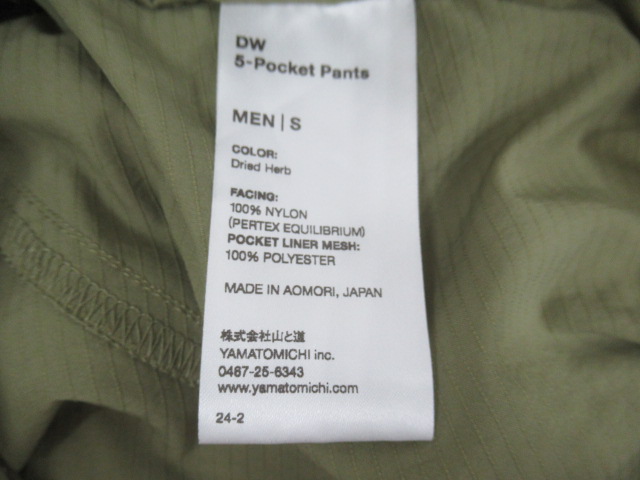 DW
5-Pocket Pants
MEN | S
COLOR:
Dried Herb
FACING:
100% NYLON
(PERTEX EQUILIBRIUM)
POCKET LINER MESH:
100% POLYESTER
MADE IN AOMORI, JAPAN
株式会社山と道
YAMATOMICHI inc.
0467-25-6343
www.yamatomichi.com
24-2